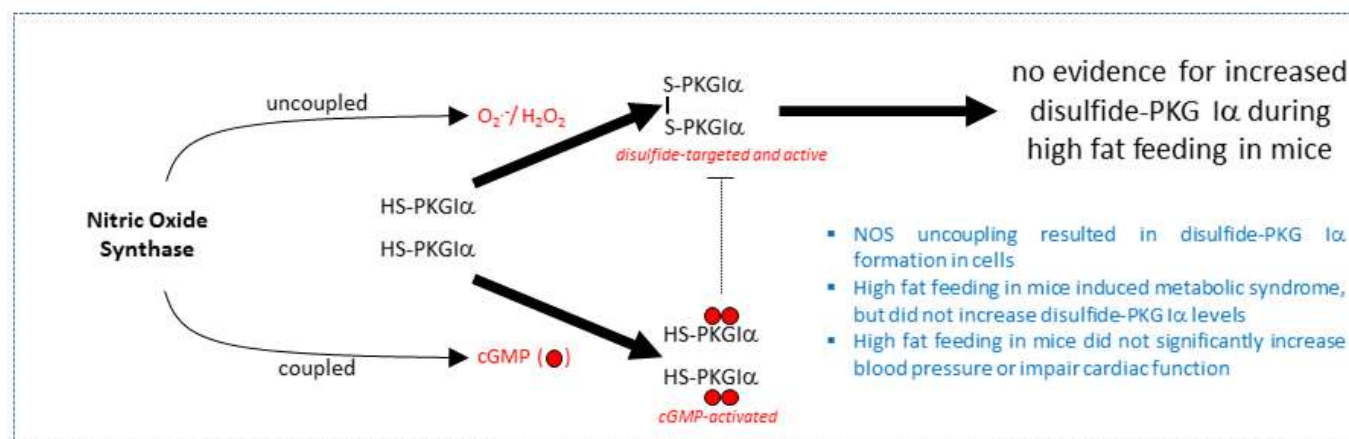 uncoupled
O₂·⁻/ H₂O₂
S-PKGIα
S-PKGIα
disulfide-targeted and active
no evidence for increased
disulfide-PKG Iα during
high fat feeding in mice
Nitric Oxide
Synthase
HS-PKGIα
HS-PKGIα
coupled
cGMP ( )
HS-PKGIα
HS-PKGIα
cGMP-activated
▪ NOS uncoupling resulted in disulfide-PKG Iα
formation in cells
▪ High fat feeding in mice induced metabolic syndrome,
but did not increase disulfide-PKG Iα levels
▪ High fat feeding in mice did not significantly increase
blood pressure or impair cardiac function